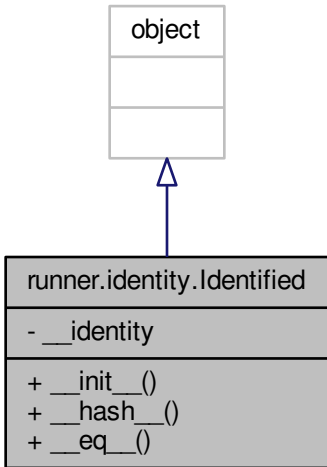 object
runner.identity.Identified
- __identity
+ __init__()
+ __hash__()
+ __eq__()